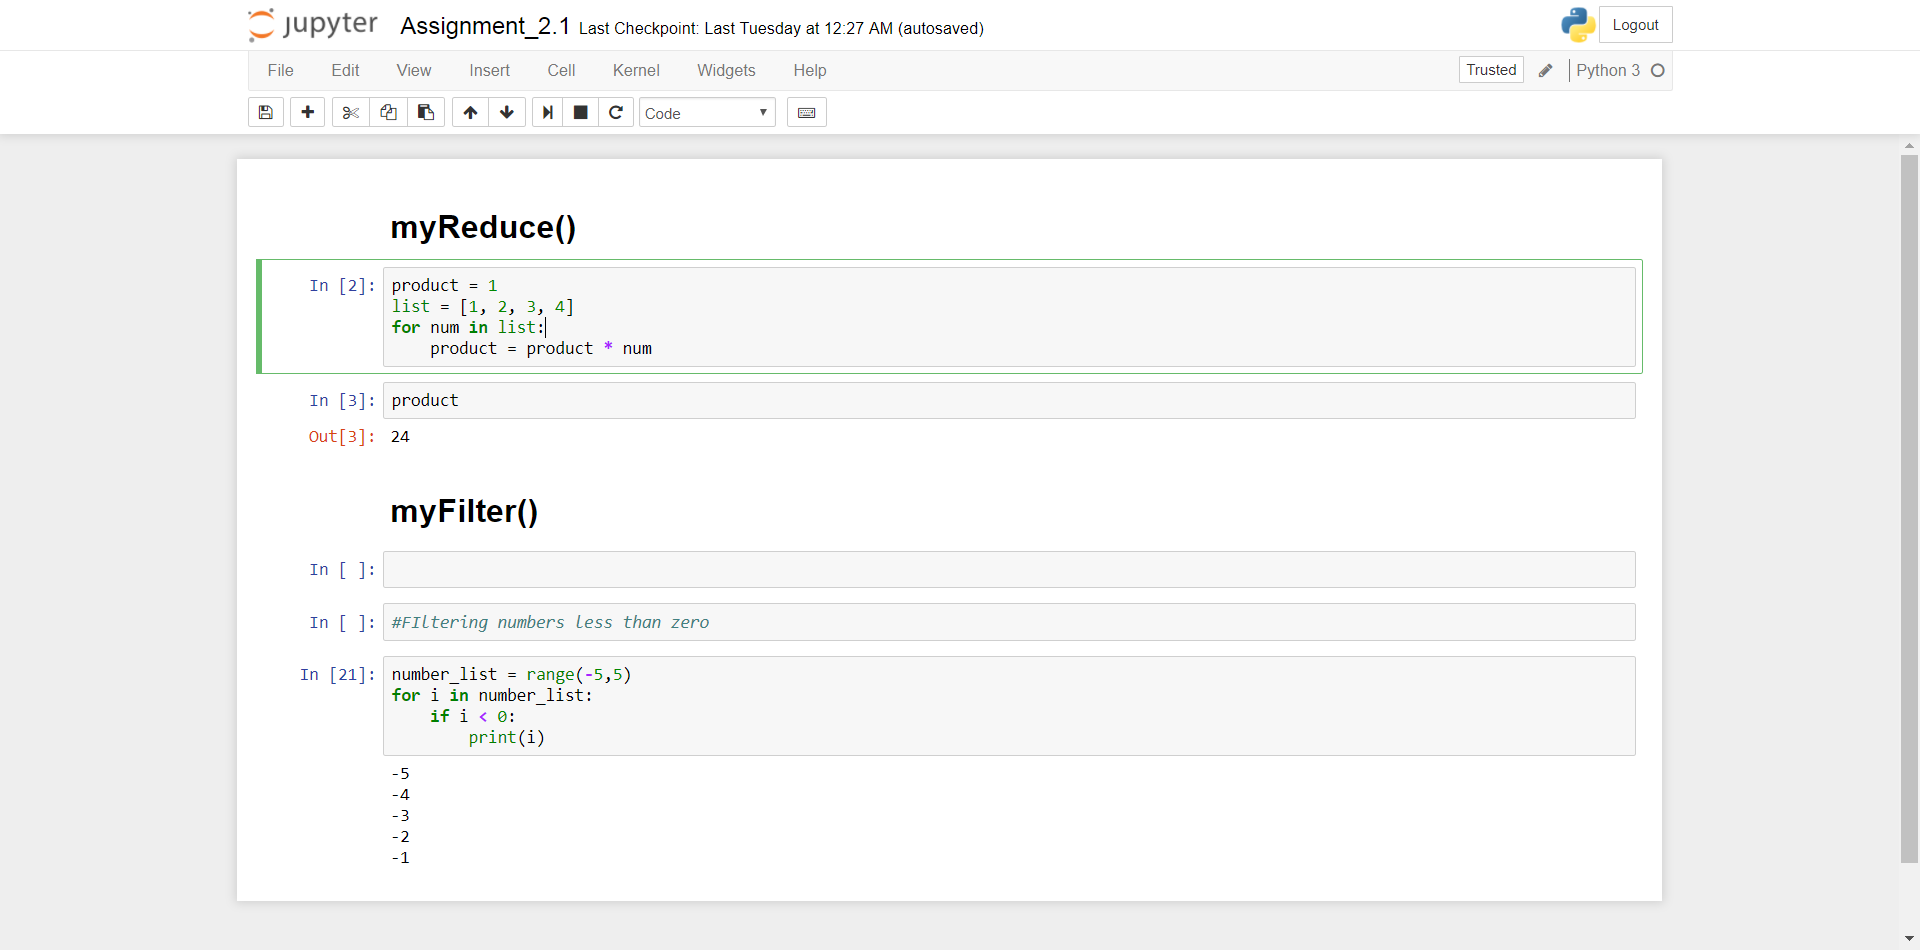 jupyter Assignment_2.1 Last Checkpoint: Last Tuesday at 12:27 AM (autosaved) Logout
File Edit View Insert Cell Kernel Widgets Help Trusted Python 3
Code
myReduce()
In [2]: product = 1
list = [1, 2, 3, 4]
for num in list:
    product = product * num
In [3]: product
Out[3]: 24
myFilter()
In [ ]:
In [ ]: #FIltering numbers less than zero
In [21]: number_list = range(-5,5)
for i in number_list:
    if i < 0:
        print(i)
-5
-4
-3
-2
-1